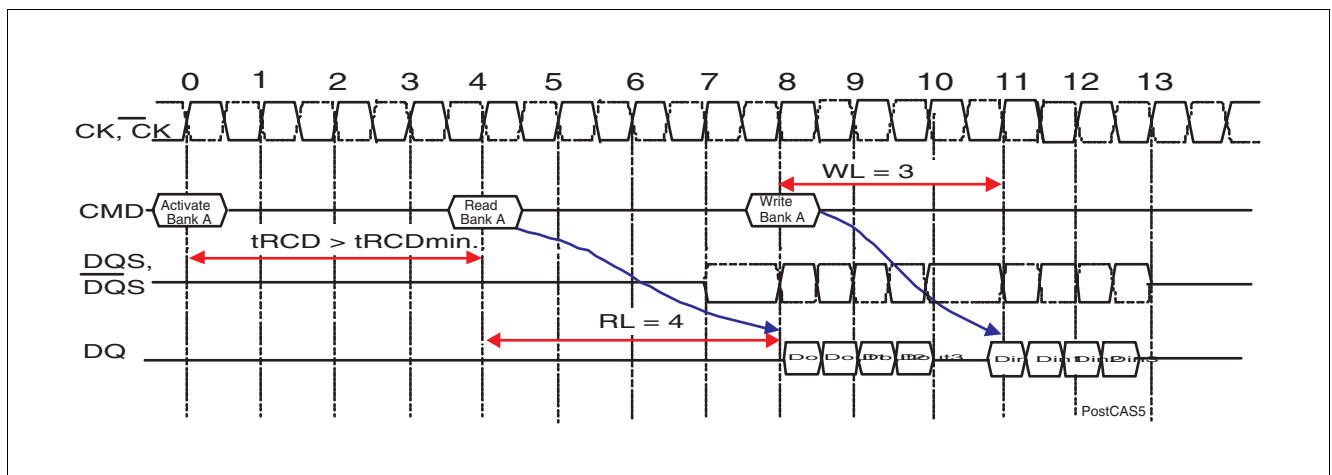 0 1 2 3 4 5 6 7 8 9 10 11 12 13
CK, CK
WL = 3
CMD
Activate
Bank A
Read
Bank A
Write
Bank A
tRCD > tRCDmin.
DQS,
DQS
RL = 4
DQ
PostCAS5